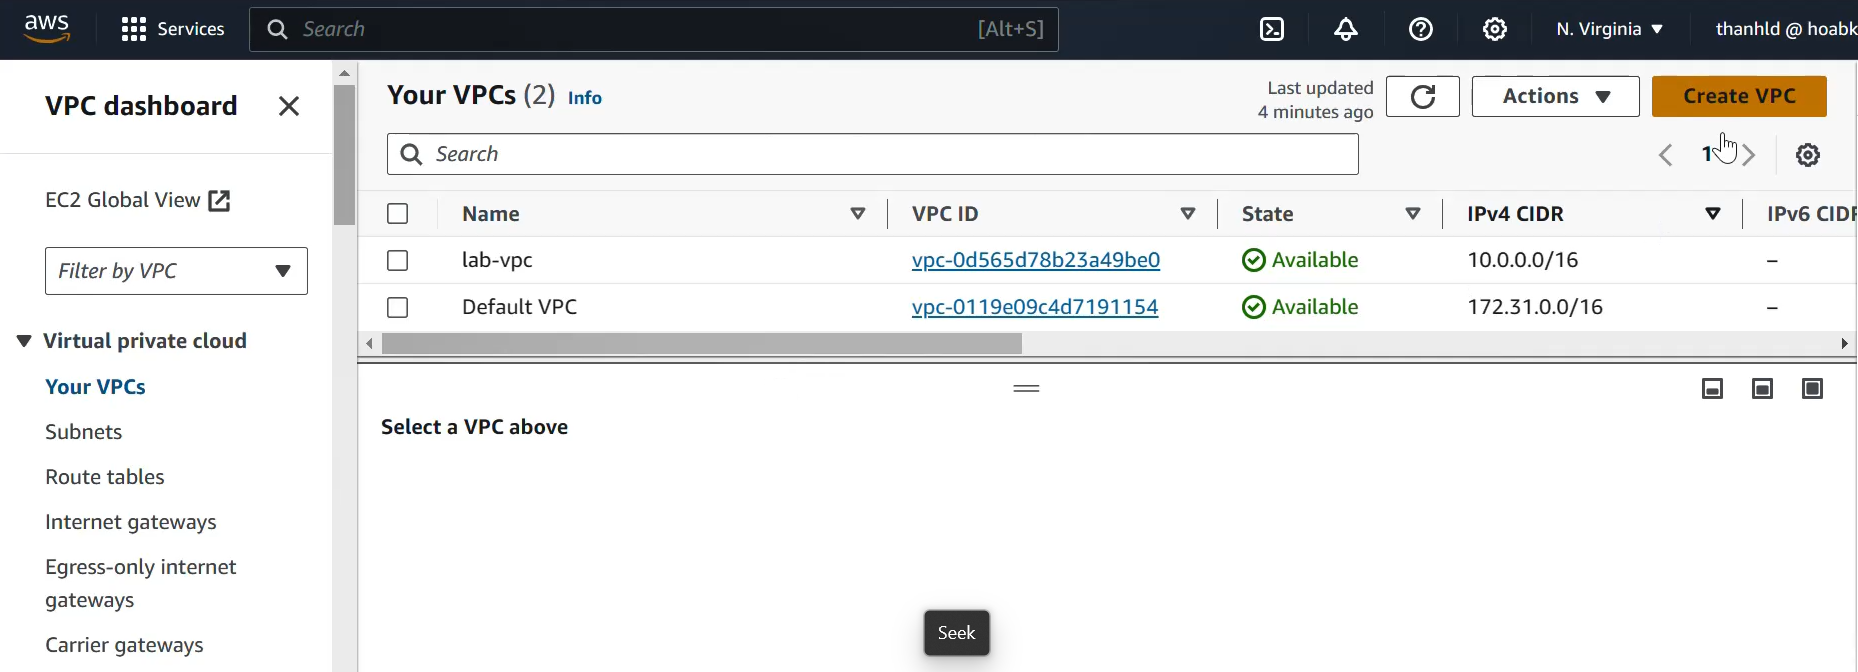 aws
Services
Search
[Alt+S]
N. Virginia
thanhld @ hoabk
VPC dashboard
EC2 Global View
Filter by VPC
Virtual private cloud
Your VPCs
Subnets
Route tables
Internet gateways
Egress-only internet
gateways
Carrier gateways
Your VPCs (2) Info
Last updated
4 minutes ago
Actions
Create VPC
Search
1
Name VPC ID State IPv4 CIDR IPv6 CIDR
lab-vpc vpc-0d565d78b23a49be0 Available 10.0.0.0/16 –
Default VPC vpc-0119e09c4d7191154 Available 172.31.0.0/16 –
Select a VPC above
Seek